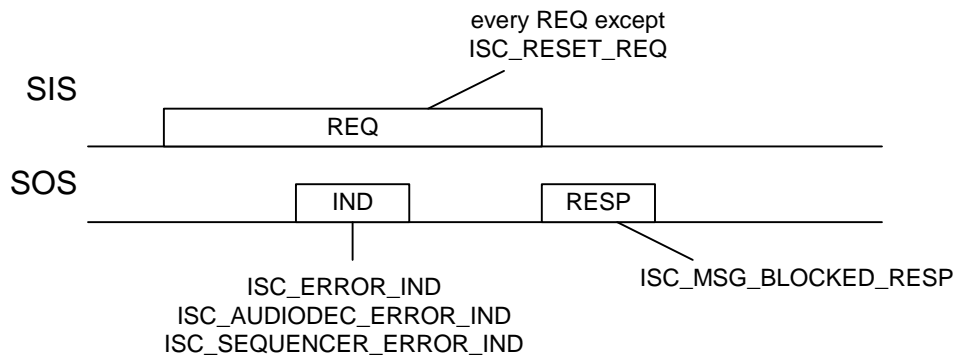 every REQ except
ISC_RESET_REQ
SIS
REQ
SOS
IND
RESP
ISC_ERROR_IND
ISC_AUDIODEC_ERROR_IND
ISC_SEQUENCER_ERROR_IND
ISC_MSG_BLOCKED_RESP